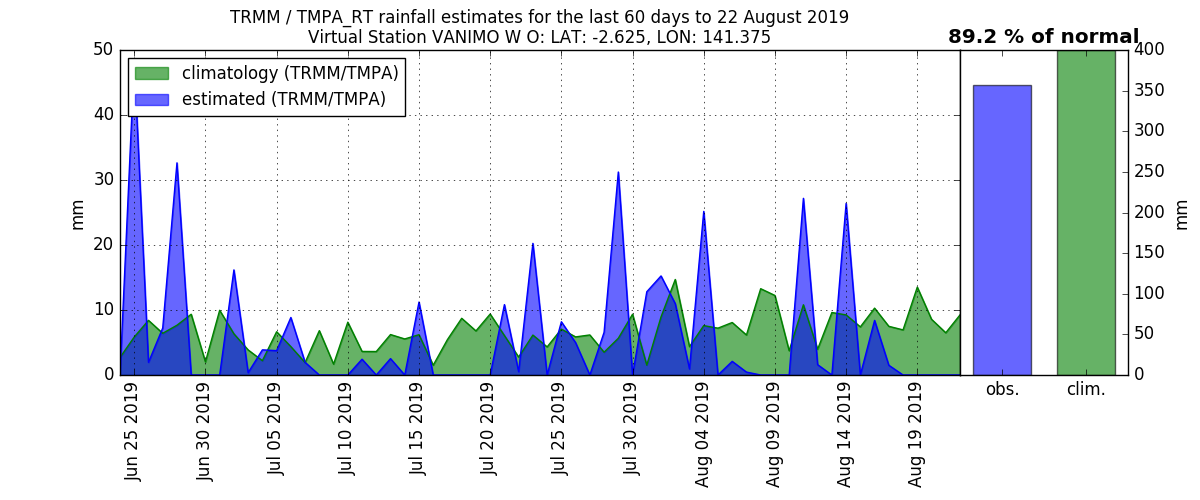 TRMM / TMPA_RT rainfall estimates for the last 60 days to 22 August 2019
Virtual Station VANIMO W O: LAT: -2.625, LON: 141.375
89.2 % of normal
climatology (TRMM/TMPA)
estimated (TRMM/TMPA)
mm
50
40
30
20
10
0
Jun 25 2019
Jun 30 2019
Jul 05 2019
Jul 10 2019
Jul 15 2019
Jul 20 2019
Jul 25 2019
Jul 30 2019
Aug 04 2019
Aug 09 2019
Aug 14 2019
Aug 19 2019
obs.
clim.
400
350
300
250
200
150
100
50
0
mm